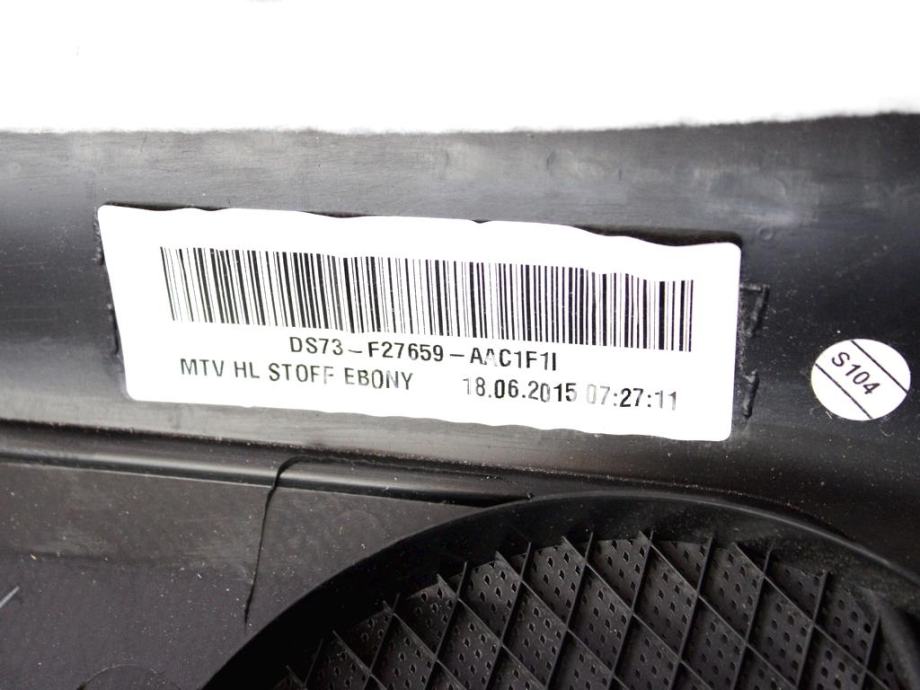 DS73-F27659-AAC1F1I
MTV HL STOFF EBONY 18.06.2015 07:27:11
S104